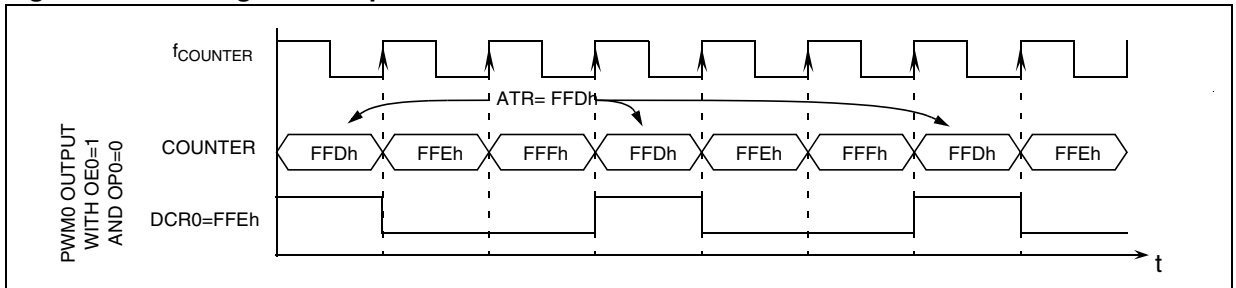 fCOUNTER
ATR= FFDh
COUNTER
FFDh FFEh FFFh FFDh FFEh FFFh FFDh FFEh
DCR0=FFEh
PWM0 OUTPUT
WITH OE0=1
AND OP0=0
t